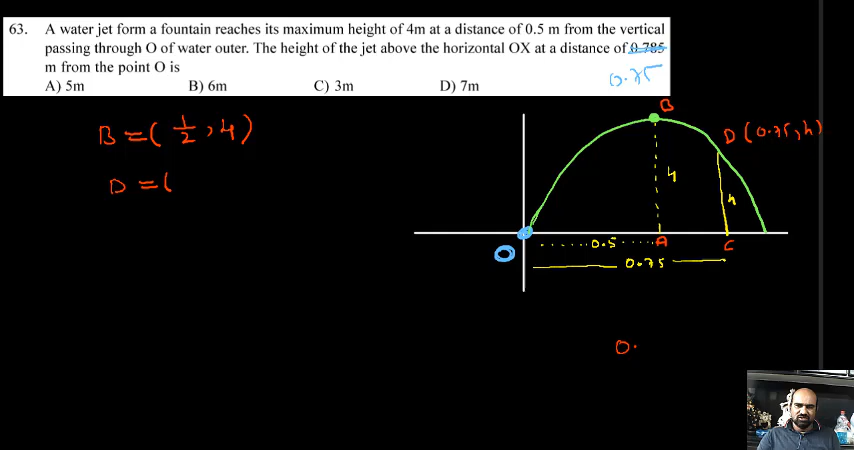 63. A water jet form a fountain reaches its maximum height of 4m at a distance of 0.5 m from the vertical
passing through O of water outer. The height of the jet above the horizontal OX at a distance of 0.785
m from the point O is
0.75
A) 5m B) 6m C) 3m D) 7m
B = ( 1/2 , 4 )
D = (
B
D (0.75, h)
4
h
O
0.5
A
C
0.75
0.